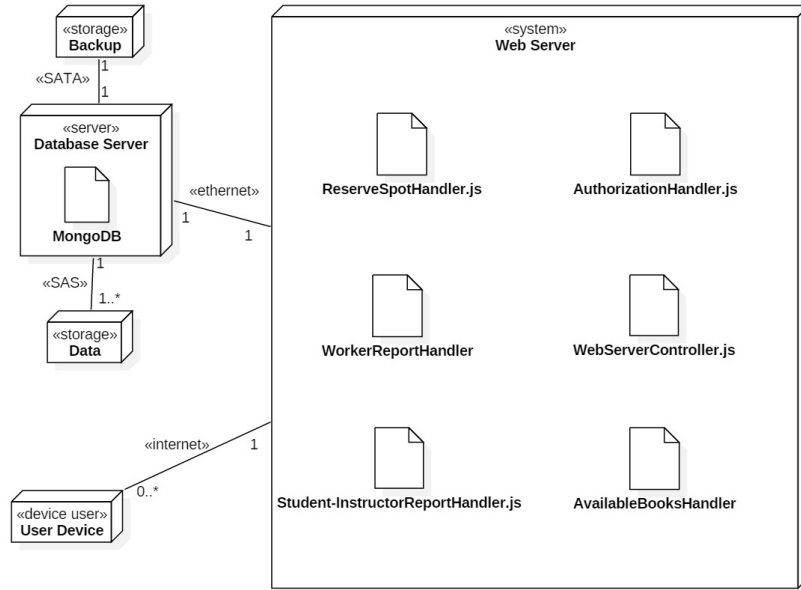 «storage»
Backup
1
«SATA»
1
«server»
Database Server
MongoDB
«ethernet»
1
1
1
«SAS»
1..*
«storage»
Data
«internet»
1
0..*
«device user»
User Device
«system»
Web Server
ReserveSpotHandler.js
AuthorizationHandler.js
WorkerReportHandler
WebServerController.js
Student-InstructorReportHandler.js
AvailableBooksHandler